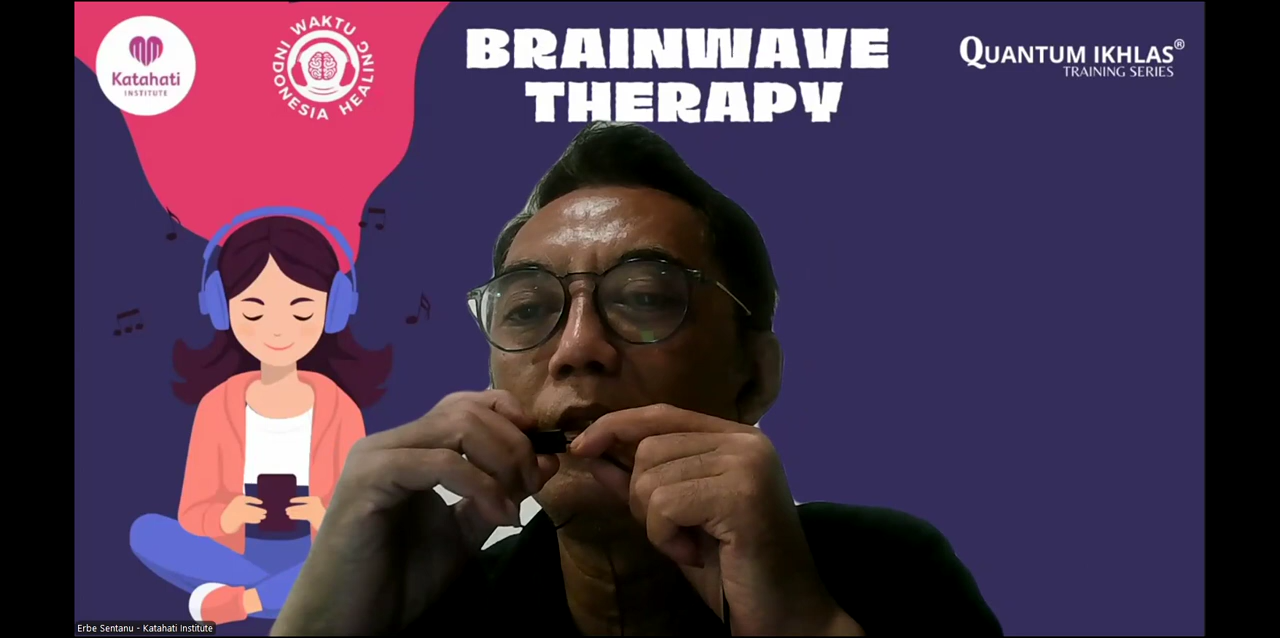 Katahati
INSTITUTE
WAKTU
HEALING
INDONESIA
BRAINWAVE
THERAPY
QUANTUM IKHLAS®
TRAINING SERIES
Erbe Sentanu - Katahati Institute